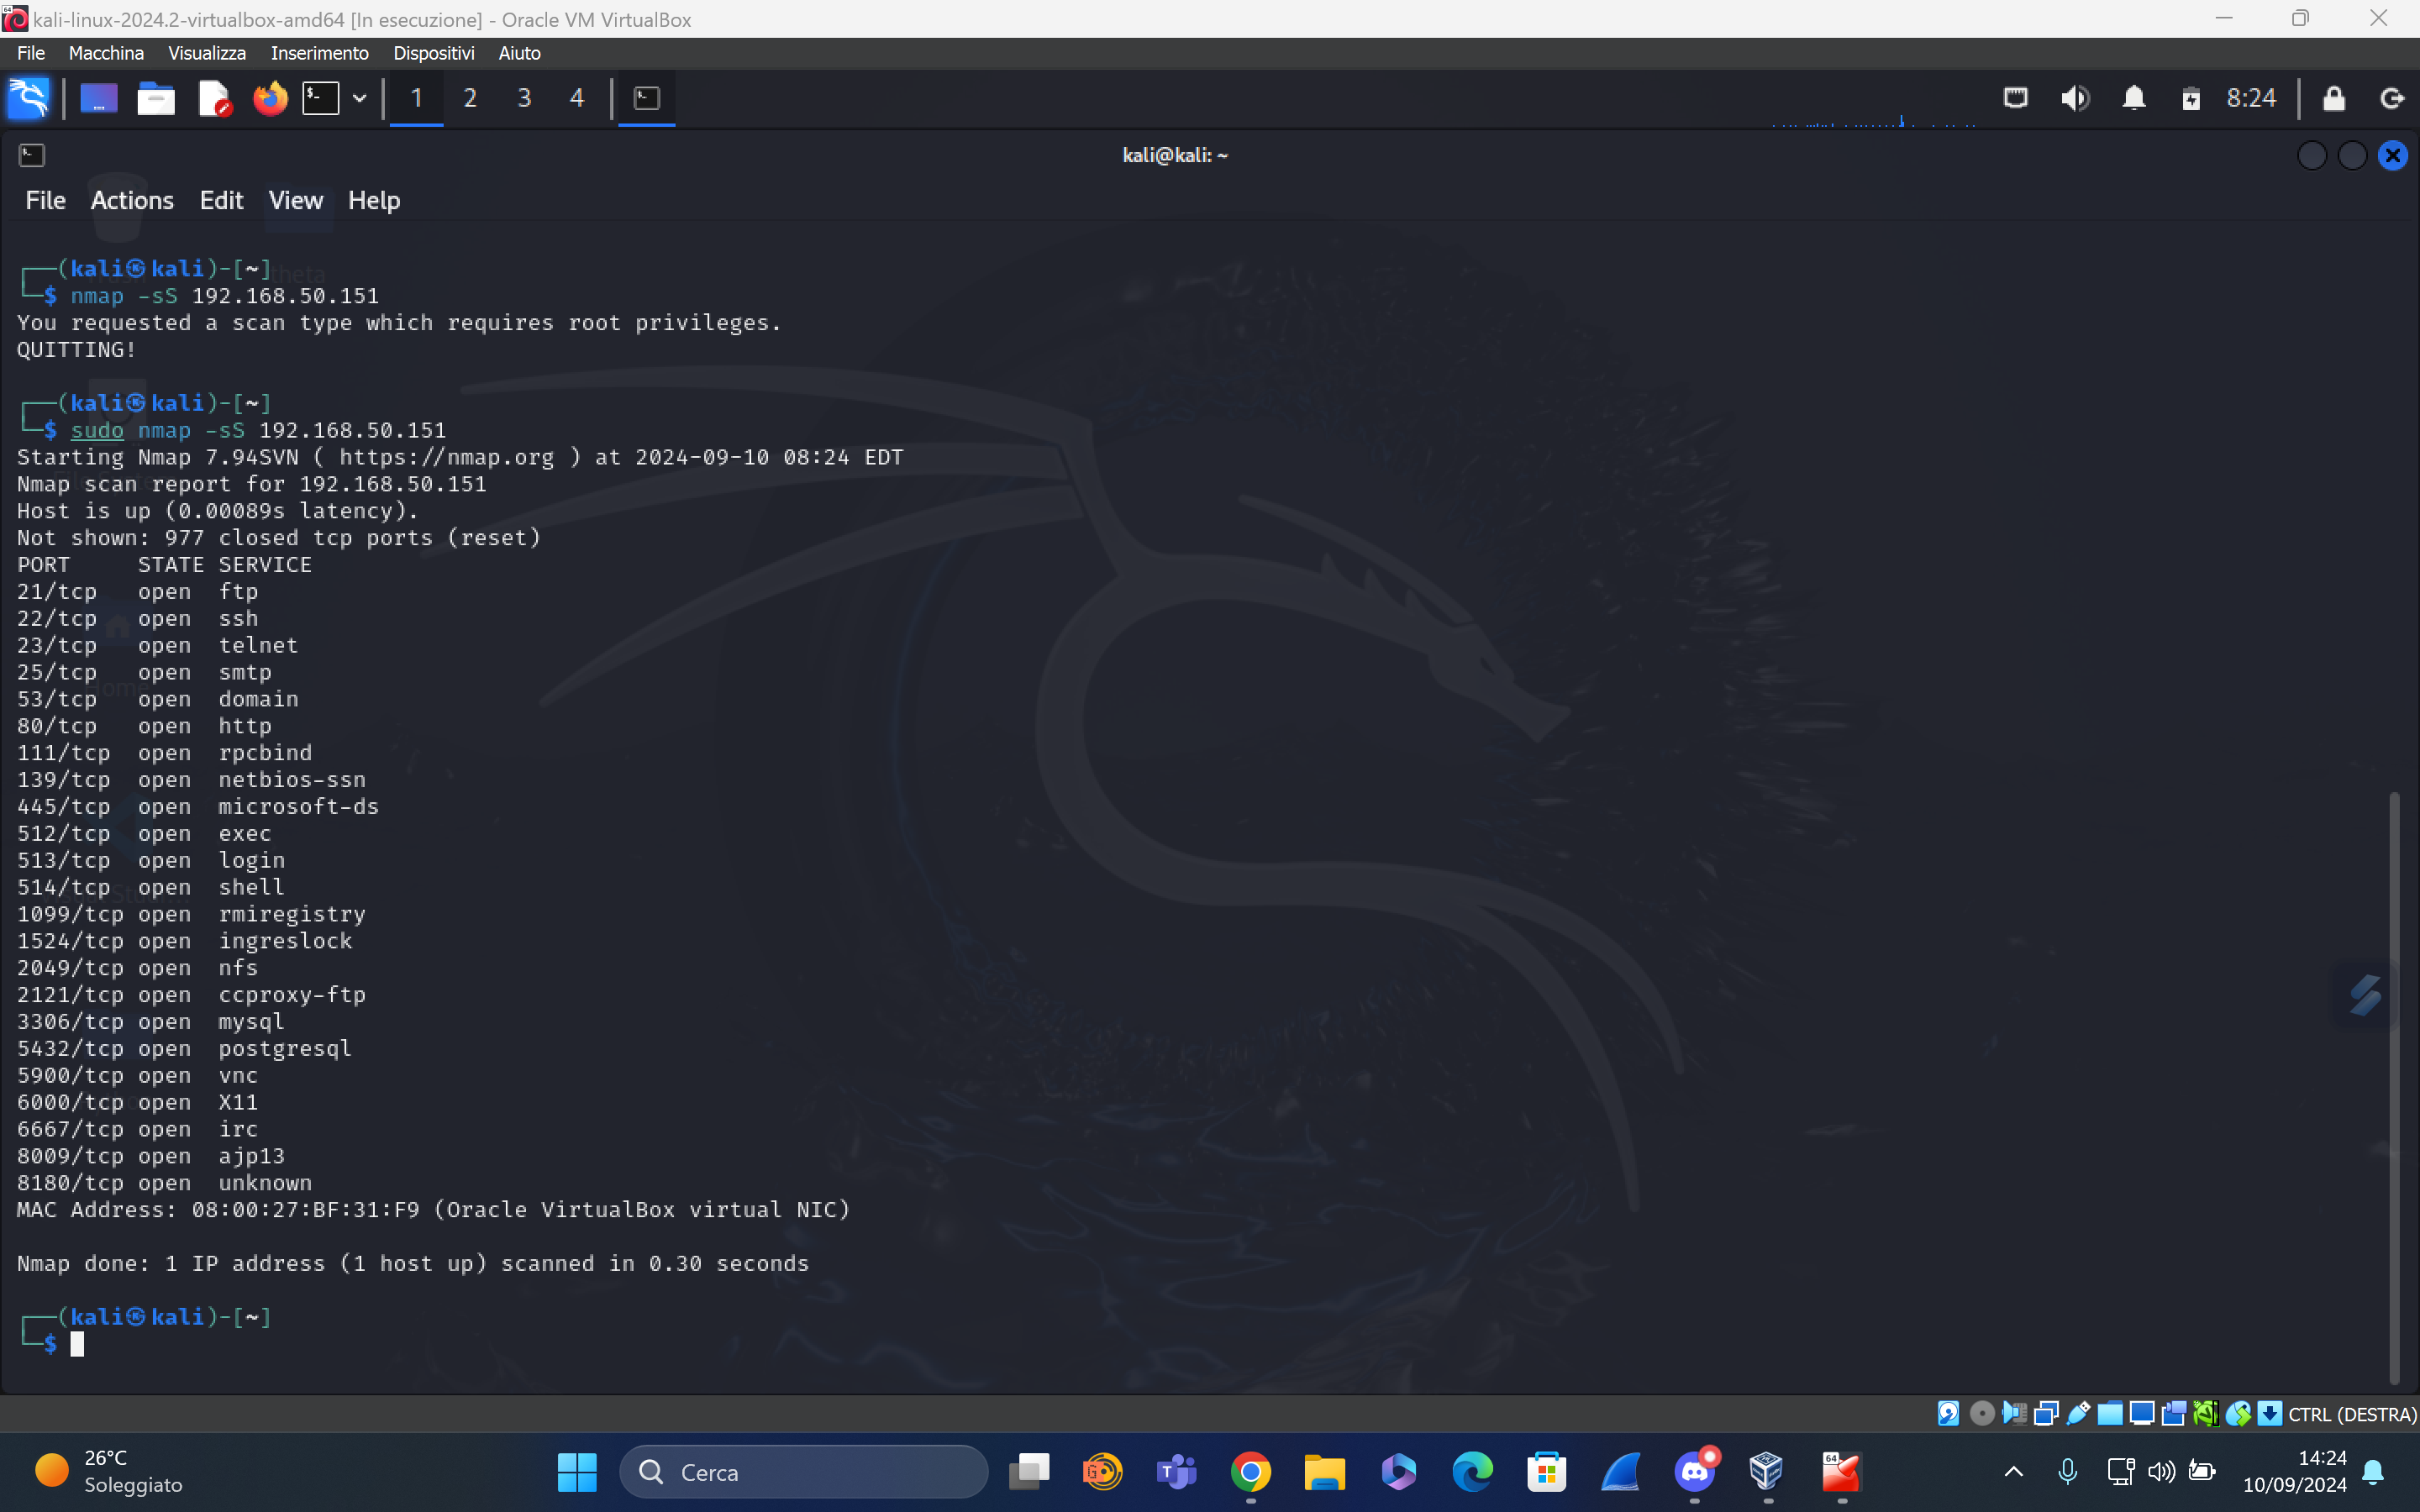 kali-linux-2024.2-virtualbox-amd64 [In esecuzione] - Oracle VM VirtualBox
File Macchina Visualizza Inserimento Dispositivi Aiuto
1 2 3 4 8:24
kali@kali: ~
File Actions Edit View Help
┌──(kali㉿kali)-[~]
└─$ nmap -sS 192.168.50.151
You requested a scan type which requires root privileges.
QUITTING!
┌──(kali㉿kali)-[~]
└─$ sudo nmap -sS 192.168.50.151
Starting Nmap 7.94SVN ( https://nmap.org ) at 2024-09-10 08:24 EDT
Nmap scan report for 192.168.50.151
Host is up (0.00089s latency).
Not shown: 977 closed tcp ports (reset)
PORT     STATE SERVICE
21/tcp   open  ftp
22/tcp   open  ssh
23/tcp   open  telnet
25/tcp   open  smtp
53/tcp   open  domain
80/tcp   open  http
111/tcp  open  rpcbind
139/tcp  open  netbios-ssn
445/tcp  open  microsoft-ds
512/tcp  open  exec
513/tcp  open  login
514/tcp  open  shell
1099/tcp open  rmiregistry
1524/tcp open  ingreslock
2049/tcp open  nfs
2121/tcp open  ccproxy-ftp
3306/tcp open  mysql
5432/tcp open  postgresql
5900/tcp open  vnc
6000/tcp open  X11
6667/tcp open  irc
8009/tcp open  ajp13
8180/tcp open  unknown
MAC Address: 08:00:27:BF:31:F9 (Oracle VirtualBox virtual NIC)
Nmap done: 1 IP address (1 host up) scanned in 0.30 seconds
┌──(kali㉿kali)-[~]
└─$
CTRL (DESTRA)
26°C
Soleggiato
Cerca
14:24
10/09/2024